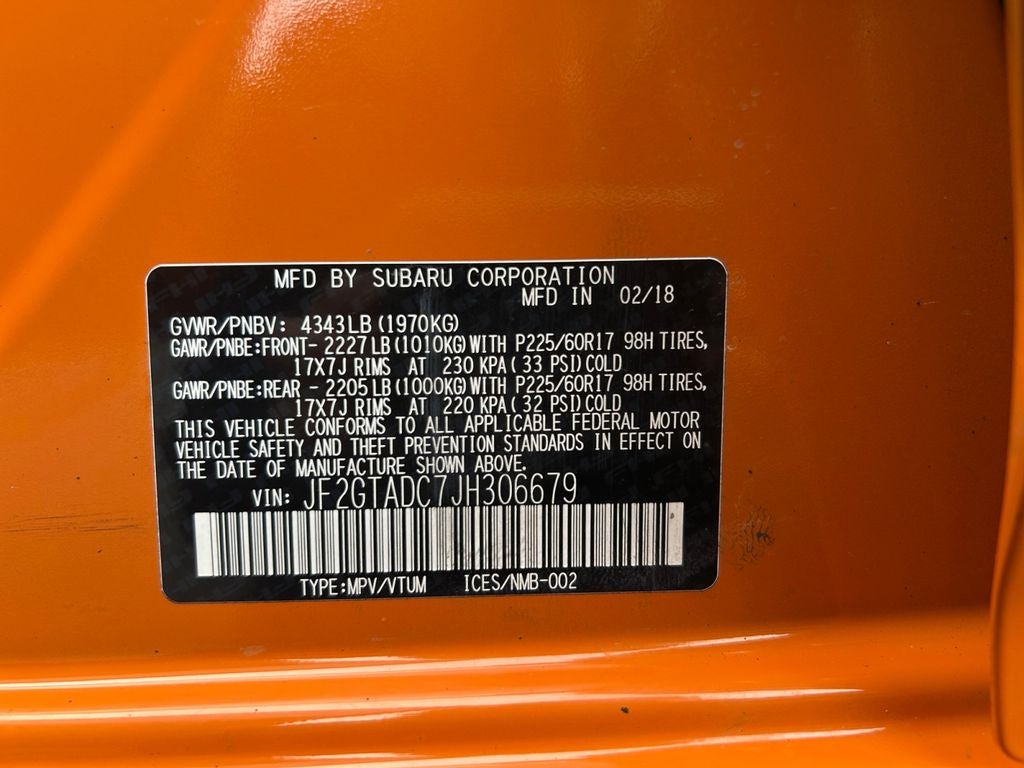 MFD BY SUBARU CORPORATION
MFD IN 02/18
GVWR/PNBV: 4343LB (1970KG)
GAWR/PNBE:FRONT- 2227LB (1010KG) WITH P225/60R17 98H TIRES,
17X7J RIMS AT 230 KPA ( 33 PSI) COLD
GAWR/PNBE:REAR - 2205LB (1000KG) WITH P225/60R17 98H TIRES,
17X7J RIMS AT 220 KPA ( 32 PSI) COLD
THIS VEHICLE CONFORMS TO ALL APPLICABLE FEDERAL MOTOR
VEHICLE SAFETY AND THEFT PREVENTION STANDARDS IN EFFECT ON
THE DATE OF MANUFACTURE SHOWN ABOVE.
VIN: JF2GTADC7JH306679
TYPE:MPV/VTUM ICES/NMB-002